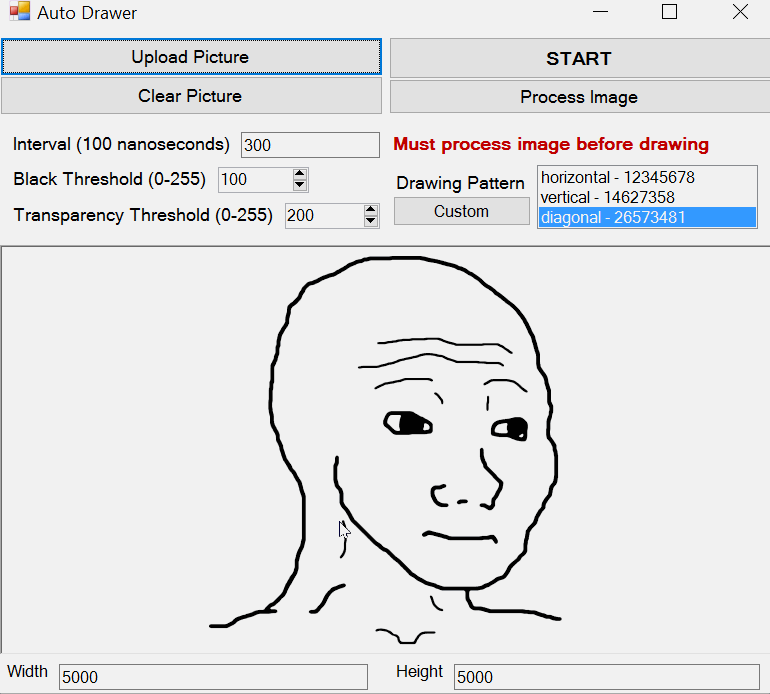 Auto Drawer
Upload Picture
START
Clear Picture
Process Image
Interval (100 nanoseconds) 300
Must process image before drawing
Black Threshold (0-255) 100
Drawing Pattern
horizontal - 12345678
vertical - 14627358
diagonal - 26573481
Custom
Transparency Threshold (0-255) 200
Width 5000
Height 5000